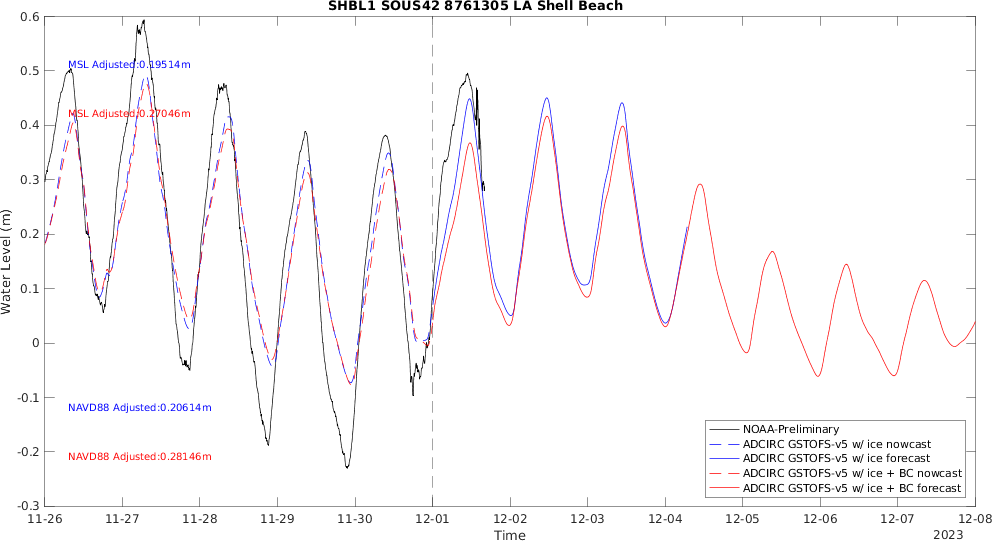 SHBL1 SOUS42 8761305 LA Shell Beach
0.6
0.5
0.4
0.3
0.2
0.1
0
-0.1
-0.2
-0.3
Water Level (m)
MSL Adjusted:0.19514m
MSL Adjusted:0.27046m
NAVD88 Adjusted:0.20614m
NAVD88 Adjusted:0.28146m
NOAA-Preliminary
ADCIRC GSTOFS-v5 w/ ice nowcast
ADCIRC GSTOFS-v5 w/ ice forecast
ADCIRC GSTOFS-v5 w/ ice + BC nowcast
ADCIRC GSTOFS-v5 w/ ice + BC forecast
11-26 11-27 11-28 11-29 11-30 12-01 12-02 12-03 12-04 12-05 12-06 12-07 12-08
Time
2023